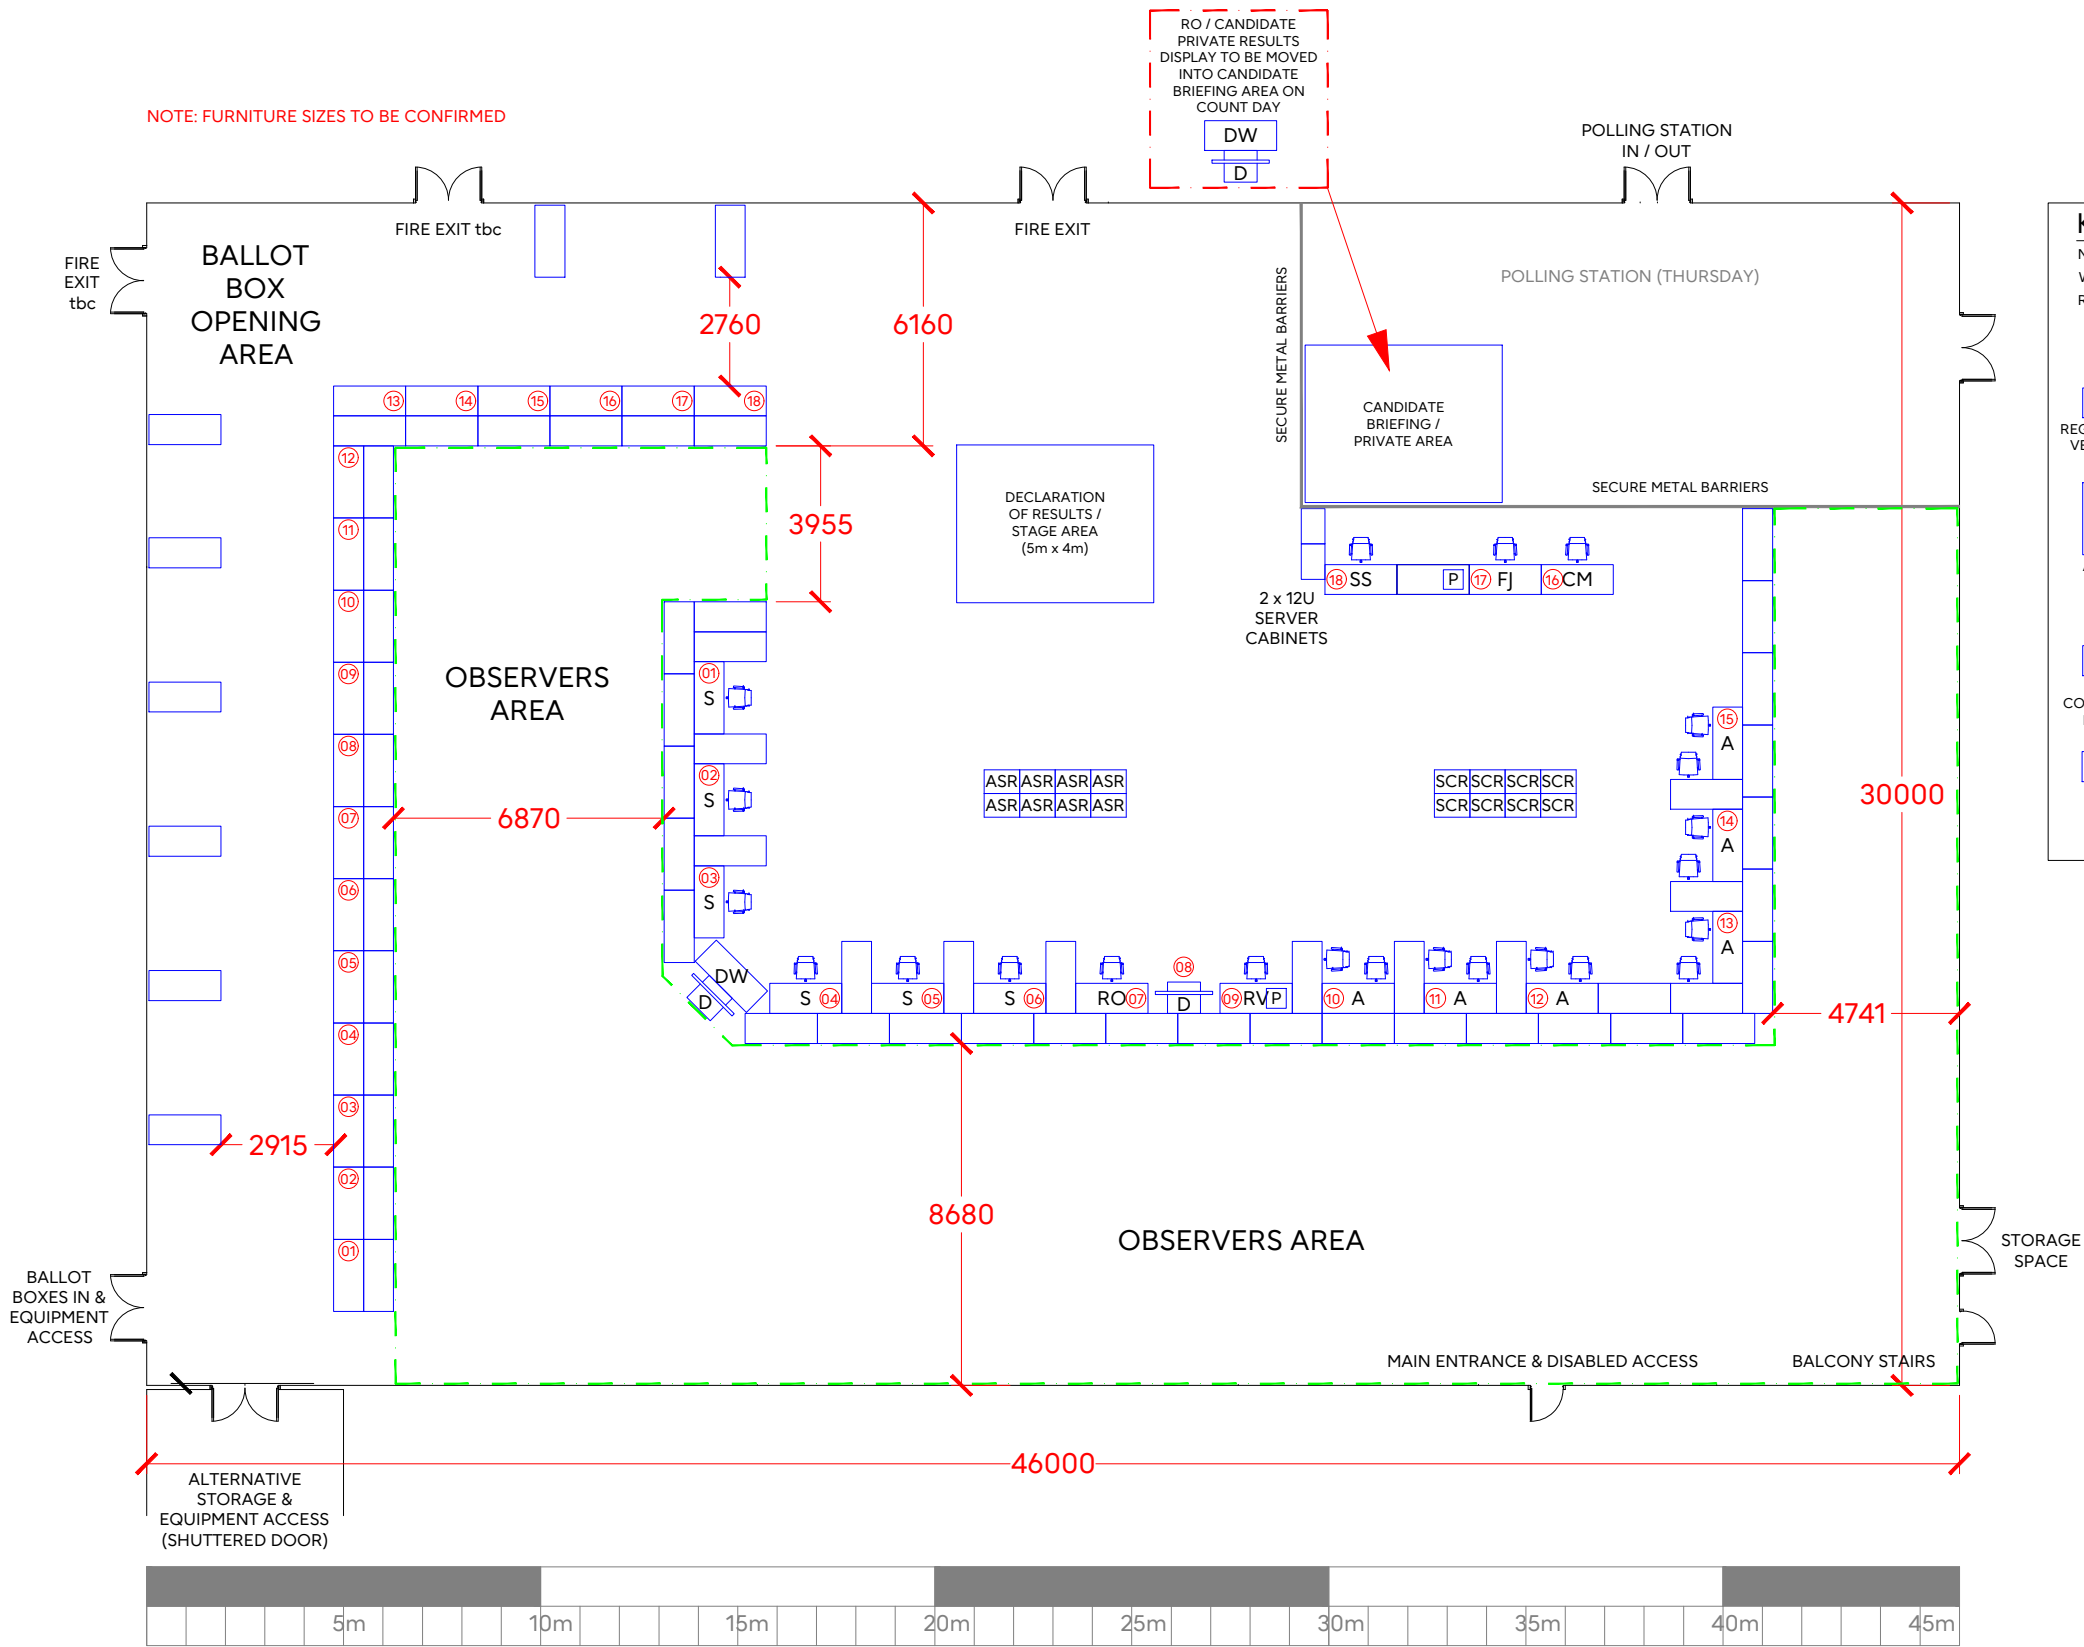 RO / CANDIDATE
PRIVATE RESULTS
DISPLAY TO BE MOVED
INTO CANDIDATE
BRIEFING AREA ON
COUNT DAY
DW
D
NOTE: FURNITURE SIZES TO BE CONFIRMED
POLLING STATION
IN / OUT
FIRE EXIT tbc
FIRE EXIT
FIRE
EXIT
tbc
BALLOT
BOX
OPENING
AREA
POLLING STATION (THURSDAY)
SECURE METAL BARRIERS
2760
6160
CANDIDATE
BRIEFING /
PRIVATE AREA
13 14 15 16 17 18
SECURE METAL BARRIERS
DECLARATION
OF RESULTS /
STAGE AREA
(5m x 4m)
3955
12
11
10
09
08
07
06
05
04
03
02
01
18 SS P 17 FJ 16 CM
2 x 12U
SERVER
CABINETS
OBSERVERS
AREA
01
S
02
S
03
S
15
A
14
A
13
A
ASR ASR ASR ASR
ASR ASR ASR ASR
SCR SCR SCR SCR
SCR SCR SCR SCR
30000
6870
DW
D
S 04 S 05 S 06 RO 07 08 D 09 RV P 10 A 11 A 12 A
4741
2915
8680
OBSERVERS AREA
STORAGE
SPACE
BALLOT
BOXES IN &
EQUIPMENT
ACCESS
MAIN ENTRANCE & DISABLED ACCESS
BALCONY STAIRS
46000
ALTERNATIVE
STORAGE &
EQUIPMENT ACCESS
(SHUTTERED DOOR)
5m 10m 15m 20m 25m 30m 35m 40m 45m